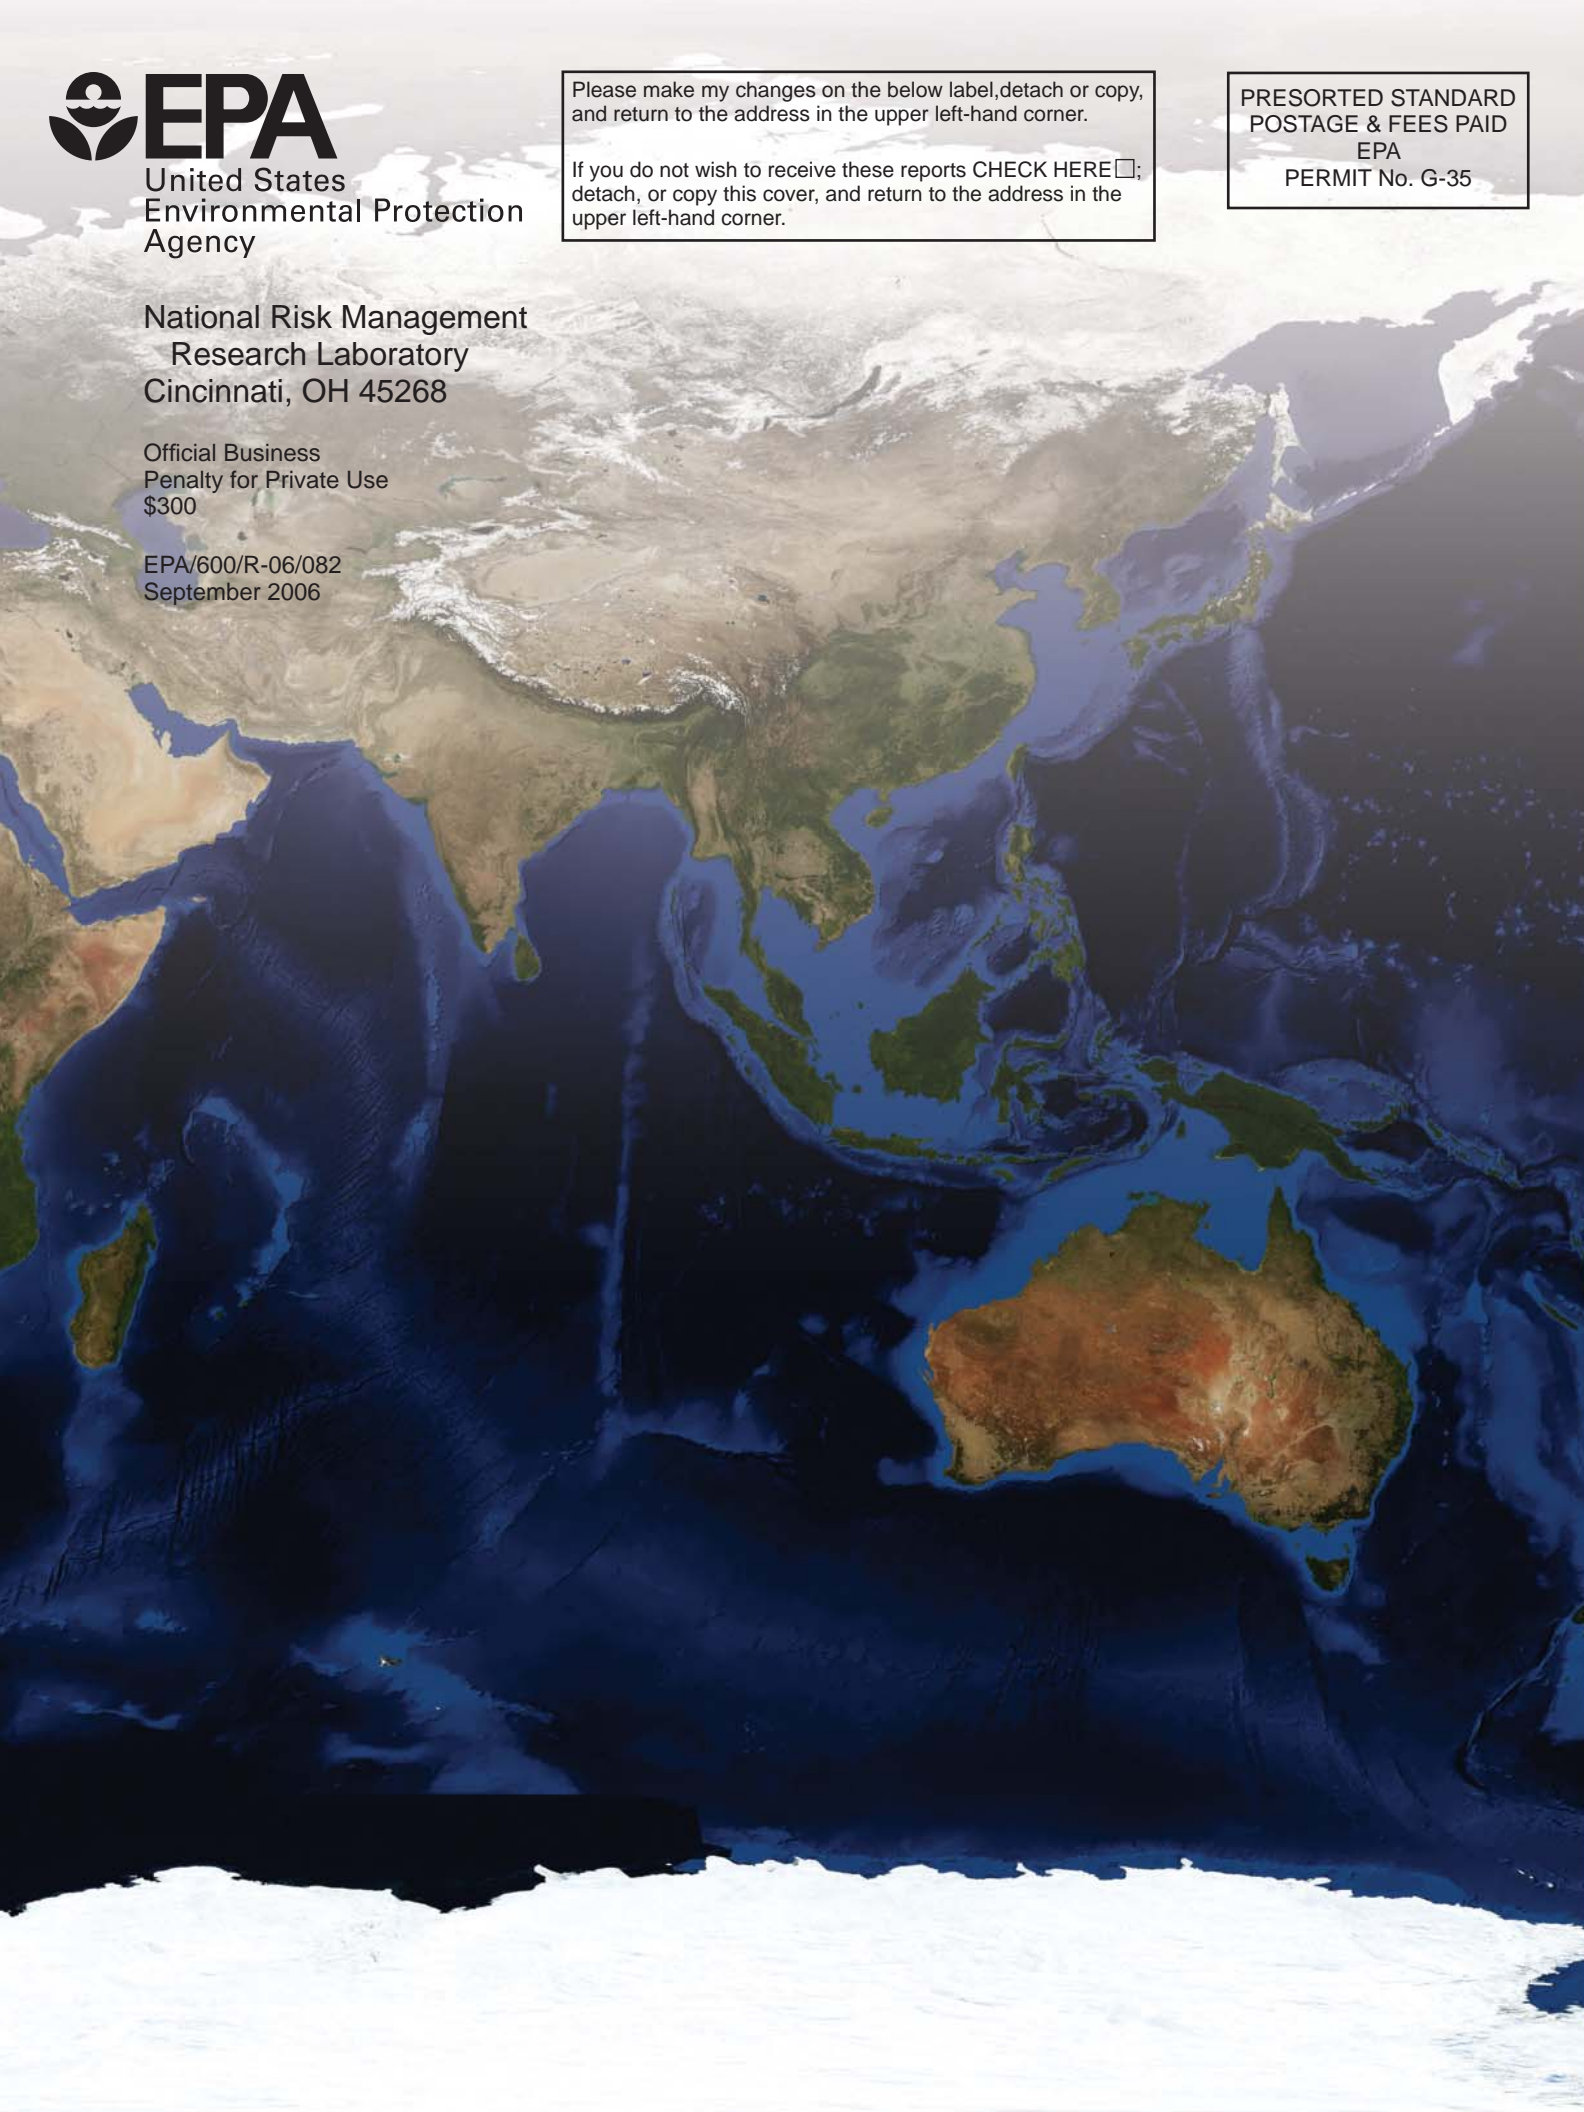 EPA
United States
Environmental Protection
Agency
National Risk Management
Research Laboratory
Cincinnati, OH 45268
Official Business
Penalty for Private Use
$300
EPA/600/R-06/082
September 2006
Please make my changes on the below label,detach or copy,
and return to the address in the upper left-hand corner.
If you do not wish to receive these reports CHECK HERE☐;
detach, or copy this cover, and return to the address in the
upper left-hand corner.
PRESORTED STANDARD
POSTAGE & FEES PAID
EPA
PERMIT No. G-35